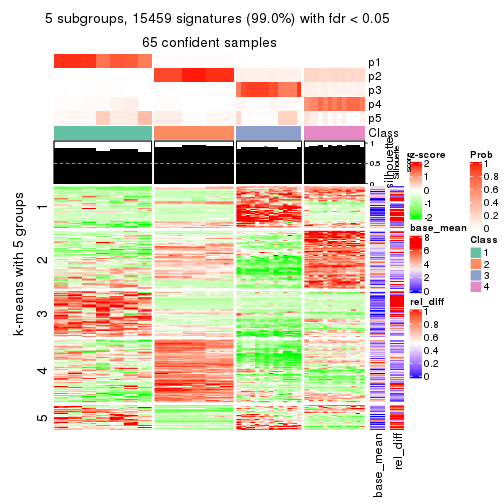 5 subgroups, 15459 signatures (99.0%) with fdr < 0.05
65 confident samples
p1
p2
p3
p4
p5
Class
1
0.5
0
silhouette
Silhouette
score
k-means with 5 groups
1
2
3
4
5
base_mean
rel_diff
z-score
2
1
0
-1
-2
base_mean
8
6
4
2
0
rel_diff
1
0.8
0.6
0.4
0.2
0
Prob
1
0.8
0.6
0.4
0.2
0
Class
1
2
3
4